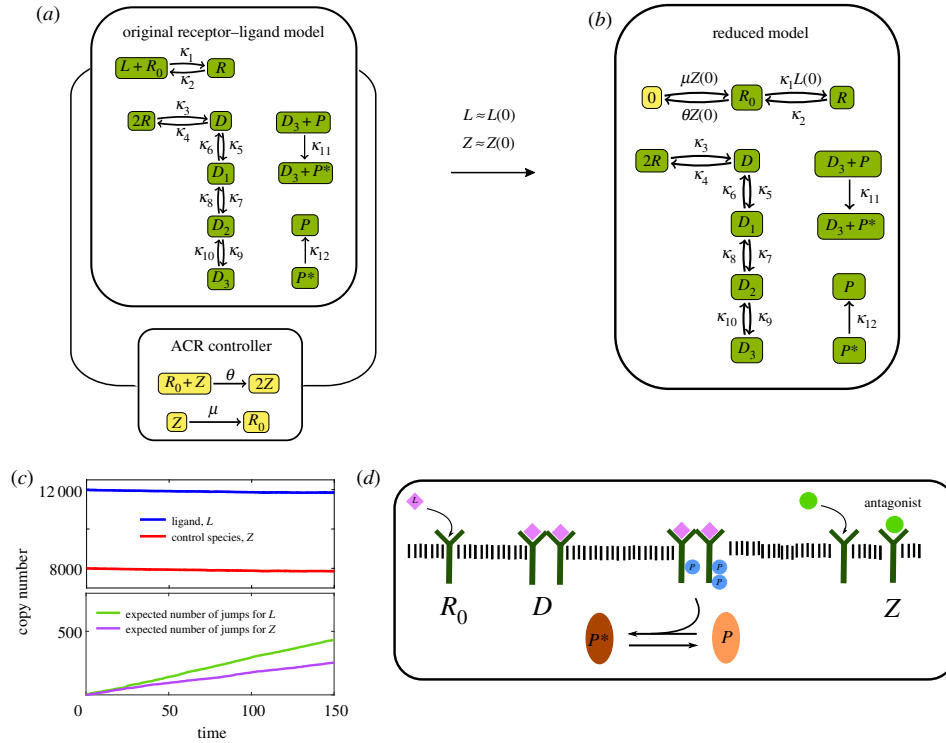 (a)
original receptor–ligand model
L + R0 κ1 κ2 R
2R κ3 κ4 D
κ6 κ5
D1
κ8 κ7
D2
κ10 κ9
D3
D3 + P
κ11
D3 + P*
P
κ12
P*
ACR controller
R0 + Z θ 2Z
Z μ R0
L ≈ L(0)
Z ≈ Z(0)
(b)
reduced model
0 μZ(0) θZ(0) R0 κ1L(0) κ2 R
2R κ3 κ4 D
κ6 κ5
D1
κ8 κ7
D2
κ10 κ9
D3
D3 + P
κ11
D3 + P*
P
κ12
P*
(c)
12 000
8000
ligand, L
control species, Z
copy number
500
expected number of jumps for L
expected number of jumps for Z
0 50 100 150
time
(d)
L
antagonist
P P
P
R0 D Z
P* P